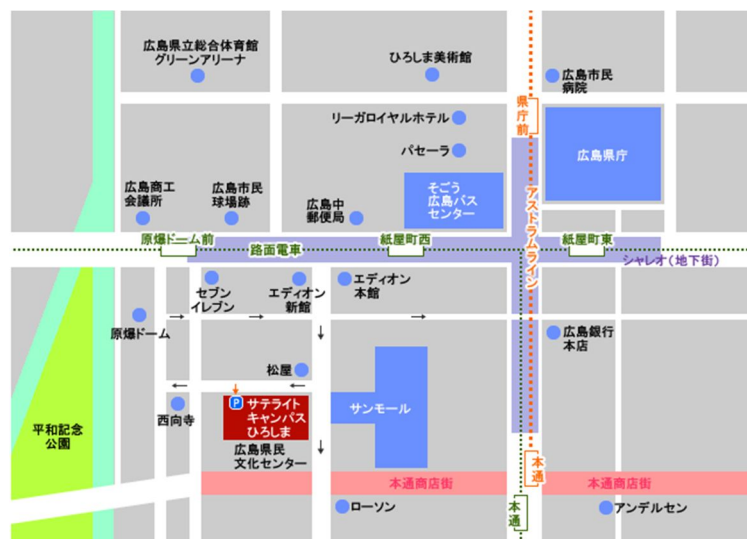 広島県立総合体育館
グリーンアリーナ
ひろしま美術館
広島市民
病院
県庁前
リーガロイヤルホテル
パセーラ
広島県庁
広島商工
会議所
広島市民
球場跡
広島中
郵便局
そごう
広島バス
センター
アストラムライン
原爆ドーム前
路面電車
紙屋町西
紙屋町東
シャレオ(地下街)
セブン
イレブン
エディオン
新館
エディオン
本館
原爆ドーム
広島銀行
本店
松屋
P
サテライト
キャンパス
ひろしま
サンモール
西向寺
平和記念
公園
広島県民
文化センター
本通
本通商店街
本通商店街
ローソン
本通
アンデルセン